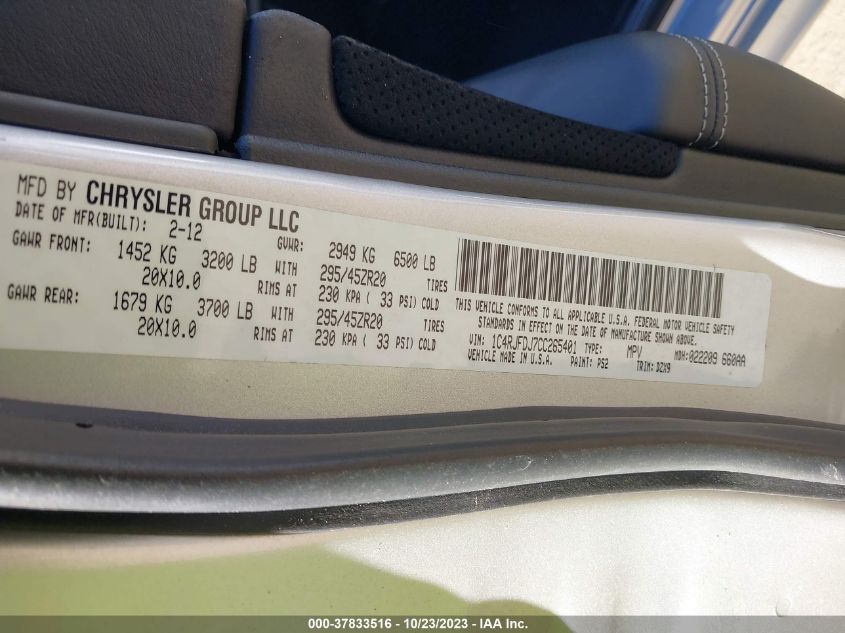 MFD BY CHRYSLER GROUP LLC
DATE OF MFR(BUILT): 2-12 GVWR: 2949 KG 6500 LB
GAWR FRONT: 1452 KG 3200 LB WITH 295/45ZR20 TIRES
20X10.0 RIMS AT 230 KPA ( 33 PSI) COLD
GAWR REAR: 1679 KG 3700 LB WITH 295/45ZR20 TIRES
20X10.0 RIMS AT 230 KPA ( 33 PSI) COLD
THIS VEHICLE CONFORMS TO ALL APPLICABLE U.S.A. FEDERAL MOTOR VEHICLE SAFETY
STANDARDS IN EFFECT ON THE DATE OF MANUFACTURE SHOWN ABOVE.
VIN: 1C4RJFDJ7CC265401 TYPE: MPV MDH: 022209 660AA
VEHICLE MADE IN U.S.A. PAINT: PS2 TRIM: DZX9
000-37833516 - 10/23/2023 - IAA Inc.